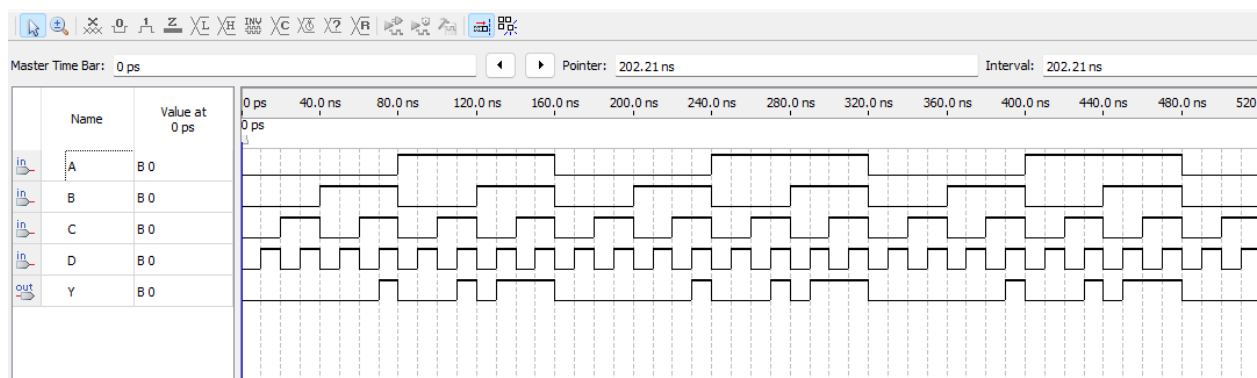 Master Time Bar: 0 ps Pointer: 202.21 ns Interval: 202.21 ns
Name Value at 0 ps
0 ps 40.0 ns 80.0 ns 120.0 ns 160.0 ns 200.0 ns 240.0 ns 280.0 ns 320.0 ns 360.0 ns 400.0 ns 440.0 ns 480.0 ns 520
0 ps
in A B 0
in B B 0
in C B 0
in D B 0
out Y B 0